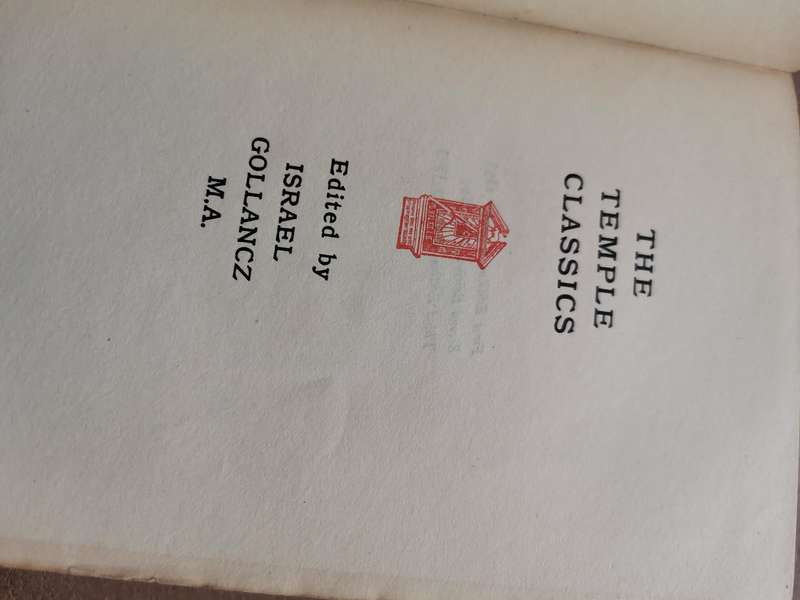 THE
TEMPLE
CLASSICS
Edited by
ISRAEL
GOLLANCZ
M.A.